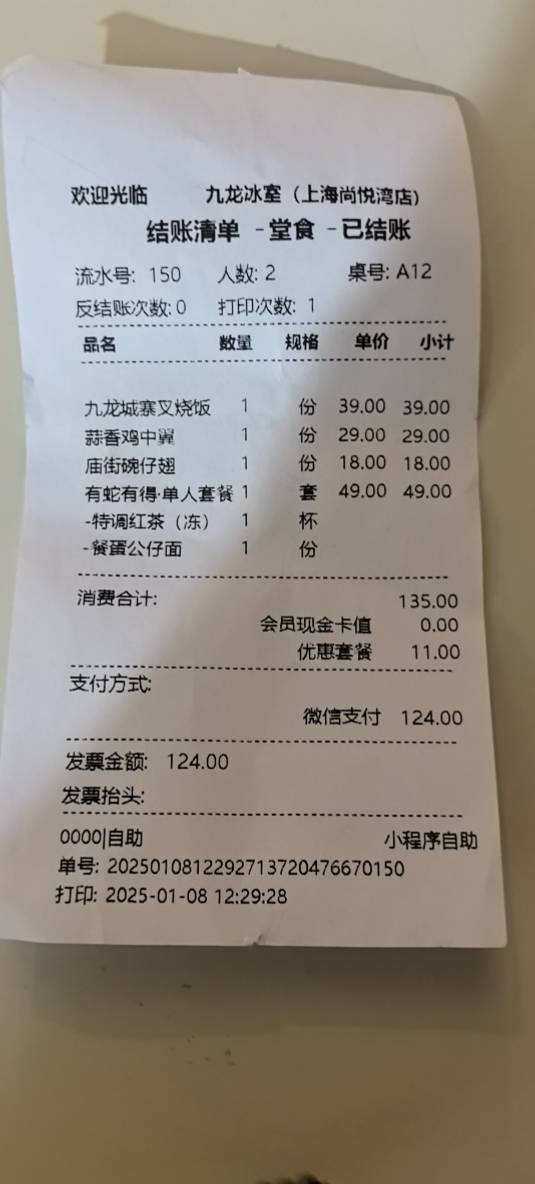 欢迎光临 九龙冰室（上海尚悦湾店）
结账清单 -堂食 -已结账
流水号: 150 人数: 2 桌号: A12
反结账次数: 0 打印次数: 1
品名 数量 规格 单价 小计
九龙城寨叉烧饭 1 份 39.00 39.00
蒜香鸡中翼 1 份 29.00 29.00
庙街碗仔翅 1 份 18.00 18.00
有蛇有得·单人套餐 1 套 49.00 49.00
-特调红茶（冻） 1 杯
-餐蛋公仔面 1 份
消费合计: 135.00
会员现金卡值 0.00
优惠套餐 11.00
支付方式:
微信支付 124.00
发票金额: 124.00
发票抬头:
0000|自助 小程序自助
单号: 2025010812292713720476670150
打印: 2025-01-08 12:29:28